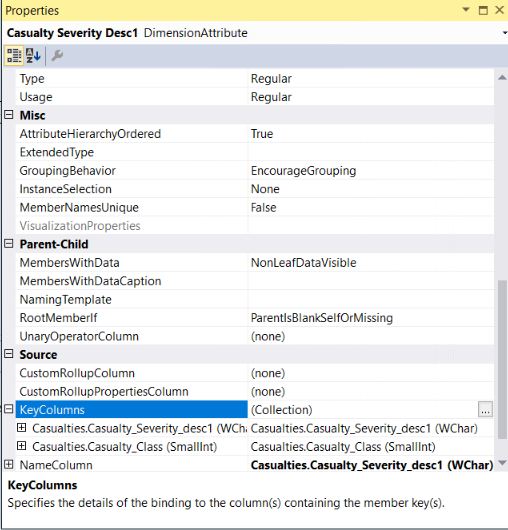 Properties
Casualty Severity Desc1 DimensionAttribute
Type Regular
Usage Regular
Misc
AttributeHierarchyOrdered True
ExtendedType
GroupingBehavior EncourageGrouping
InstanceSelection None
MemberNamesUnique False
VisualizationProperties
Parent-Child
MembersWithData NonLeafDataVisible
MembersWithDataCaption
NamingTemplate
RootMemberIf ParentIsBlankSelfOrMissing
UnaryOperatorColumn (none)
Source
CustomRollupColumn (none)
CustomRollupPropertiesColumn (none)
KeyColumns (Collection) ...
Casualties.Casualty_Severity_desc1 (WCha Casualties.Casualty_Severity_desc1 (WChar)
Casualties.Casualty_Class (SmallInt) Casualties.Casualty_Class (SmallInt)
NameColumn Casualties.Casualty_Severity_desc1 (WChar)
KeyColumns
Specifies the details of the binding to the column(s) containing the member key(s).